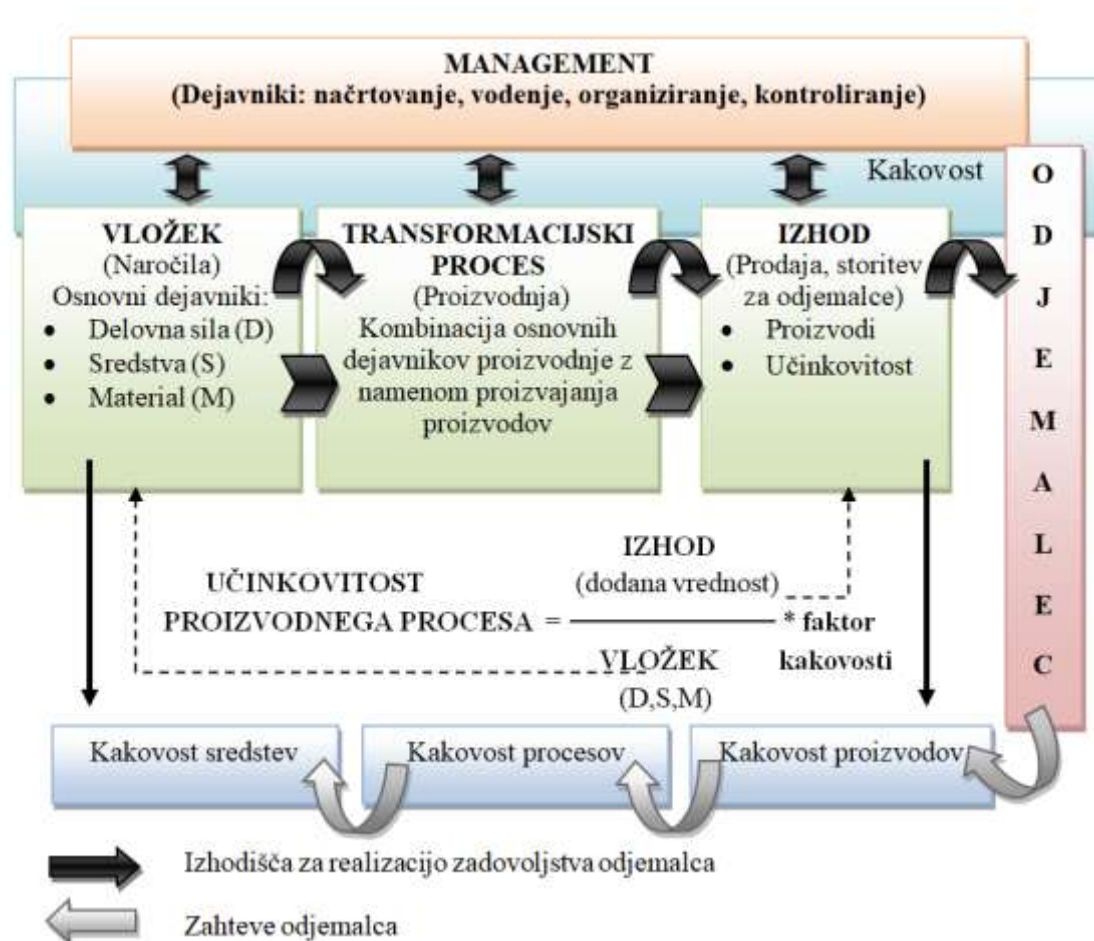 MANAGEMENT
(Dejavniki: načrtovanje, vodenje, organiziranje, kontroliranje)
Kakovost
VLOŽEK
(Naročila)
Osnovni dejavniki:
• Delovna sila (D)
• Sredstva (S)
• Material (M)
TRANSFORMACIJSKI
PROCES
(Proizvodnja)
Kombinacija osnovnih
dejavnikov proizvodnje z
namenom proizvajanja
proizvodov
IZHOD
(Prodaja, storitev
za odjemalce)
• Proizvodi
• Učinkovitost
O
D
J
E
M
A
L
E
C
UČINKOVITOST
PROIZVODNEGA PROCESA =
IZHOD
(dodana vrednost)
VLOŽEK
(D,S,M)
* faktor
kakovosti
Kakovost sredstev
Kakovost procesov
Kakovost proizvodov
Izhodišča za realizacijo zadovoljstva odjemalca
Zahteve odjemalca